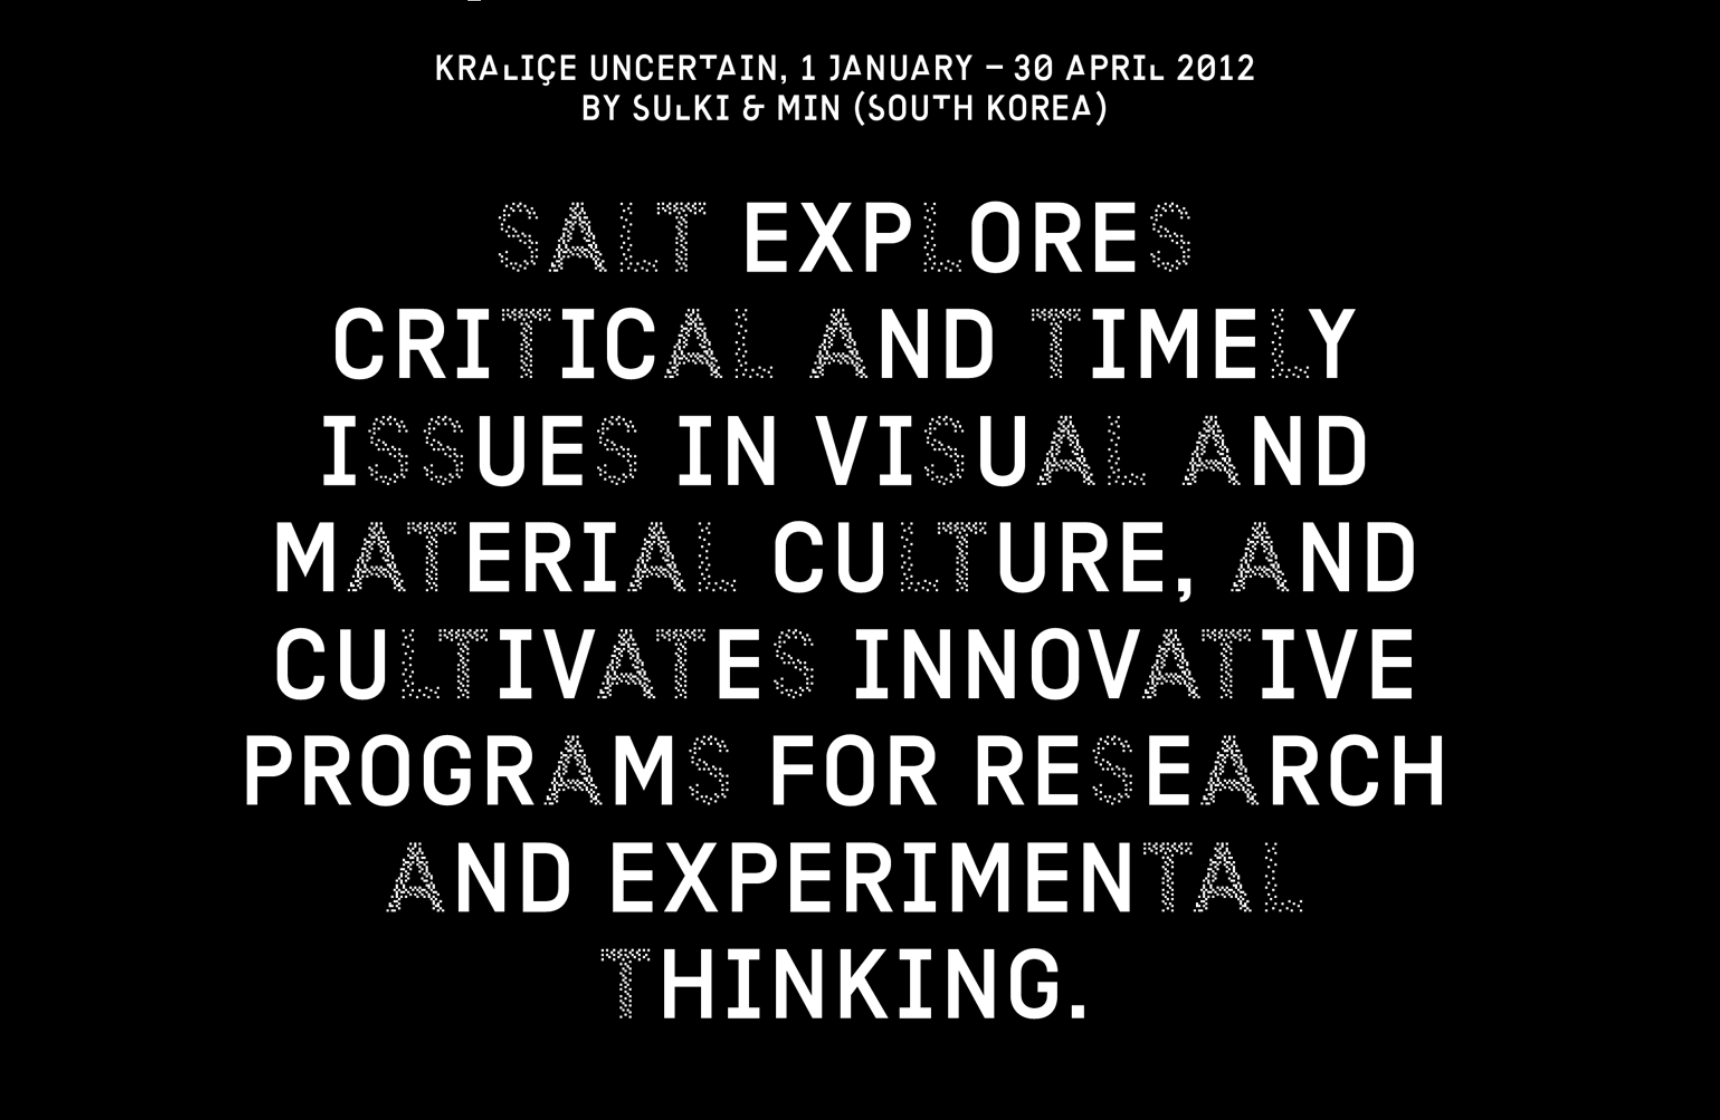 KRALIÇE UNCERTAIN, 1 JANUARY – 30 APRIL 2012
BY SULKI & MIN (SOUTH KOREA)
SALT EXPLORES
CRITICAL AND TIMELY
ISSUES IN VISUAL AND
MATERIAL CULTURE, AND
CULTIVATES INNOVATIVE
PROGRAMS FOR RESEARCH
AND EXPERIMENTAL
THINKING.